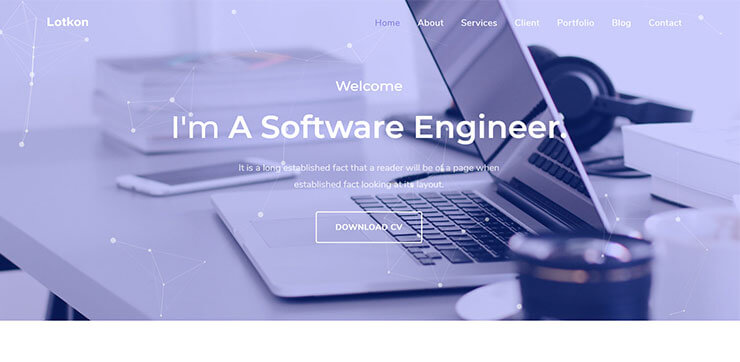 Lotkon Home About Services Client Portfolio Blog Contact
Welcome
I'm A Software Engineer.
It is a long established fact that a reader will be of a page when
established fact looking at its layout.
DOWNLOAD CV